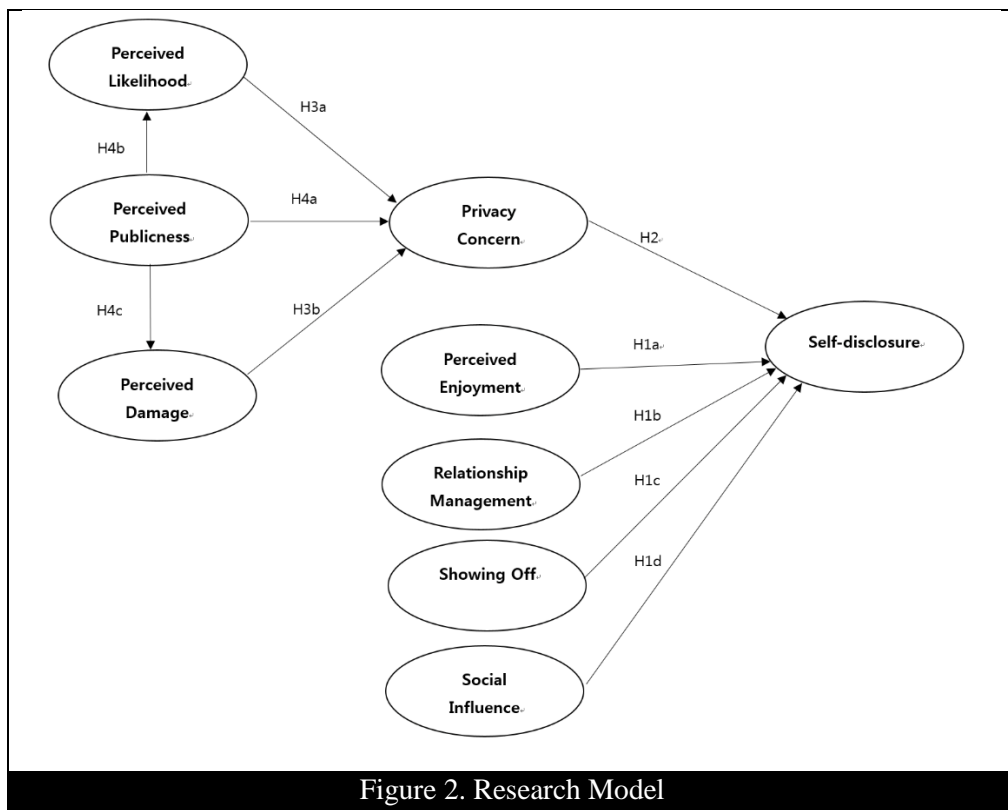 Perceived
Likelihood
H3a
H4b
Perceived
Publicness
H4a
Privacy
Concern
H2
H4c
H3b
Perceived
Damage
Self-disclosure
Perceived
Enjoyment
H1a
Relationship
Management
H1b
Showing Off
H1c
Social
Influence
H1d
Figure 2. Research Model